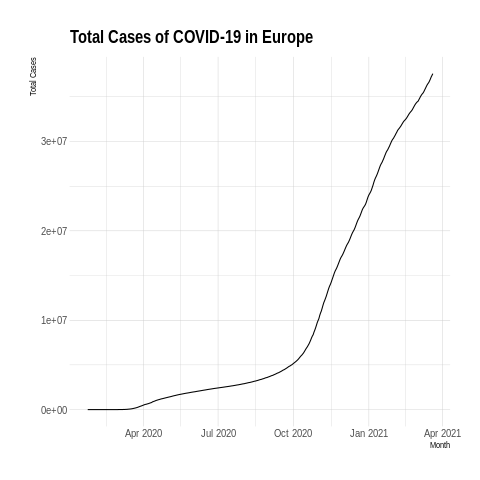 Total Cases of COVID-19 in Europe
Total Cases
3e+07
2e+07
1e+07
0e+00
Apr 2020 Jul 2020 Oct 2020 Jan 2021 Apr 2021
Month